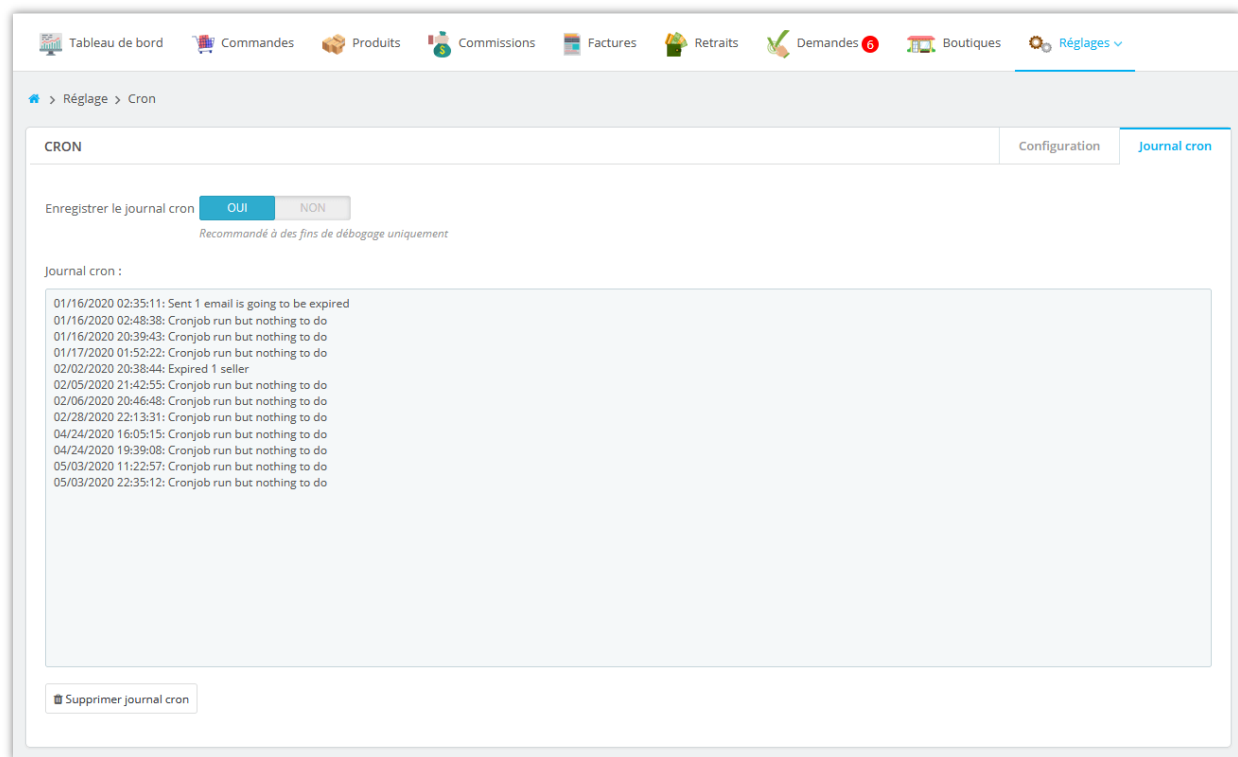 Tableau de bord Commandes Produits Commissions Factures Retraits Demandes 6 Boutiques Réglages
> Réglage > Cron
CRON Configuration Journal cron
Enregistrer le journal cron OUI NON
Recommandé à des fins de débogage uniquement
Journal cron :
01/16/2020 02:35:11: Sent 1 email is going to be expired
01/16/2020 02:48:38: Cronjob run but nothing to do
01/16/2020 20:39:43: Cronjob run but nothing to do
01/17/2020 01:52:22: Cronjob run but nothing to do
02/02/2020 20:38:44: Expired 1 seller
02/05/2020 21:42:55: Cronjob run but nothing to do
02/06/2020 20:46:48: Cronjob run but nothing to do
02/28/2020 22:13:31: Cronjob run but nothing to do
04/24/2020 16:05:15: Cronjob run but nothing to do
04/24/2020 19:39:08: Cronjob run but nothing to do
05/03/2020 11:22:57: Cronjob run but nothing to do
05/03/2020 22:35:12: Cronjob run but nothing to do
Supprimer journal cron